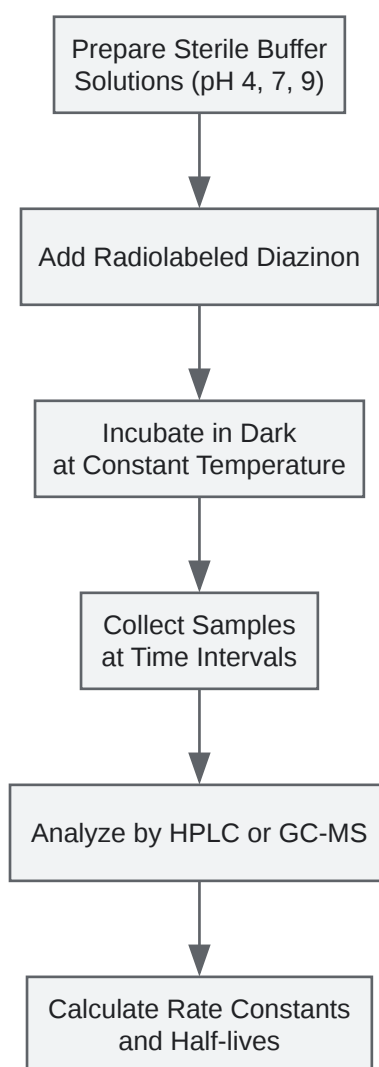 Prepare Sterile Buffer
Solutions (pH 4, 7, 9)
Add Radiolabeled Diazinon
Incubate in Dark
at Constant Temperature
Collect Samples
at Time Intervals
Analyze by HPLC or GC-MS
Calculate Rate Constants
and Half-lives